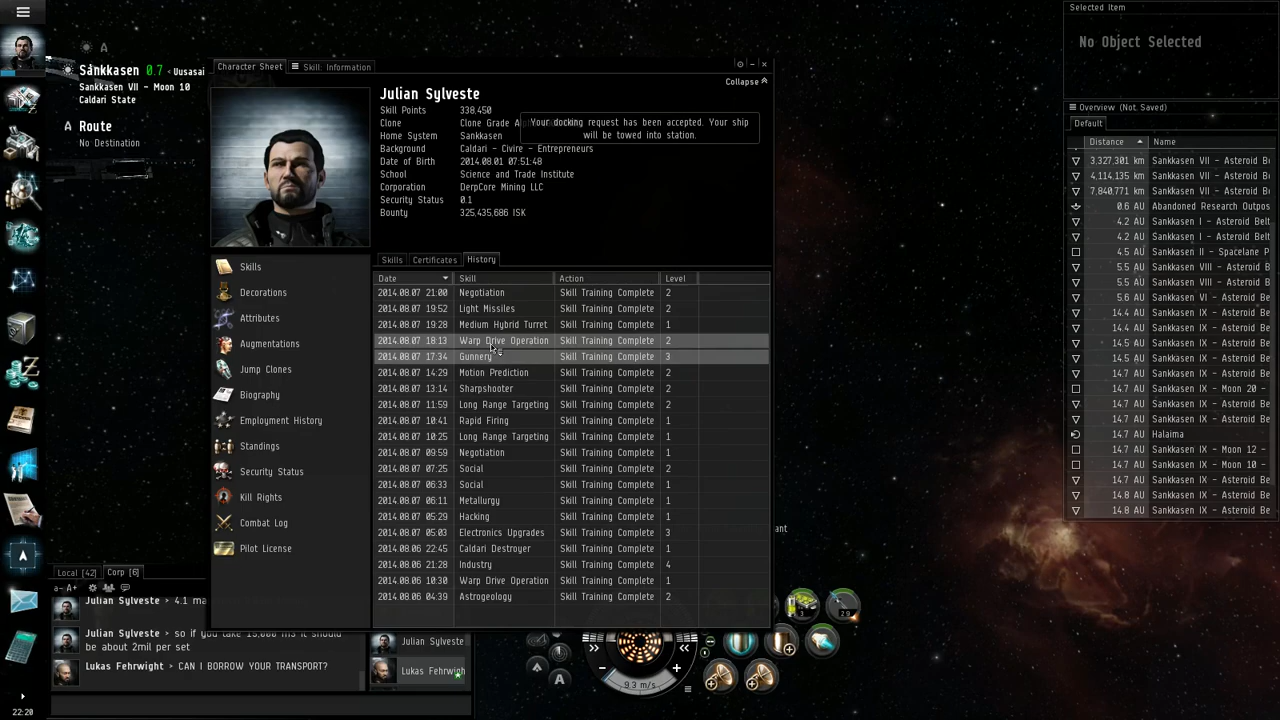 A
Sankkasen 0.7 < Uusasai
Sankkasen VII - Moon 10
Caldari State
A Route
No Destination
Character Sheet
Skill: Information
Collapse
Julian Sylveste
Skill Points 338,450
Clone Clone Grade
Home System Sankkasen
Background Caldari - Civire - Entrepreneurs
Date of Birth 2014.08.01 07:51:48
School Science and Trade Institute
Corporation DerpCore Mining LLC
Security Status 0.1
Bounty 325,435,686 ISK
Your docking request has been accepted. Your ship
will be towed into station.
Skills
Decorations
Attributes
Augmentations
Jump Clones
Biography
Employment History
Standings
Security Status
Kill Rights
Combat Log
Pilot License
Skills Certificates History
Date Skill Action Level
2014.08.07 21:00 Negotiation Skill Training Complete 2
2014.08.07 19:52 Light Missiles Skill Training Complete 2
2014.08.07 19:28 Medium Hybrid Turret Skill Training Complete 1
2014.08.07 18:13 Warp Drive Operation Skill Training Complete 2
2014.08.07 17:34 Gunnery Skill Training Complete 3
2014.08.07 14:29 Motion Prediction Skill Training Complete 2
2014.08.07 13:14 Sharpshooter Skill Training Complete 2
2014.08.07 11:59 Long Range Targeting Skill Training Complete 2
2014.08.07 10:41 Rapid Firing Skill Training Complete 1
2014.08.07 10:25 Long Range Targeting Skill Training Complete 1
2014.08.07 09:59 Negotiation Skill Training Complete 1
2014.08.07 07:25 Social Skill Training Complete 2
2014.08.07 06:33 Social Skill Training Complete 1
2014.08.07 06:11 Metallurgy Skill Training Complete 1
2014.08.07 05:29 Hacking Skill Training Complete 1
2014.08.07 05:03 Electronics Upgrades Skill Training Complete 3
2014.08.06 22:45 Caldari Destroyer Skill Training Complete 1
2014.08.06 21:28 Industry Skill Training Complete 4
2014.08.06 10:30 Warp Drive Operation Skill Training Complete 1
2014.08.06 04:39 Astrogeology Skill Training Complete 2
ant
Selected Item
No Object Selected
Overview (Not Saved)
Default
Distance Name
3,327,301 km Sankkasen VII - Asteroid Be
4,114,135 km Sankkasen VII - Asteroid Be
7,840,771 km Sankkasen VII - Asteroid Be
0.6 AU Abandoned Research Outpos
4.2 AU Sankkasen I - Asteroid Belt
4.2 AU Sankkasen I - Asteroid Belt
4.5 AU Sankkasen II - Spacelane P
5.5 AU Sankkasen VIII - Asteroid B
5.5 AU Sankkasen VIII - Asteroid B
5.6 AU Sankkasen VI - Asteroid Be
14.4 AU Sankkasen IX - Asteroid Be
14.4 AU Sankkasen IX - Asteroid Be
14.5 AU Sankkasen IX - Asteroid Be
14.5 AU Sankkasen IX - Asteroid Be
14.7 AU Sankkasen IX - Asteroid Be
14.7 AU Sankkasen IX - Moon 20 -
14.7 AU Sankkasen IX - Asteroid Be
14.7 AU Sankkasen IX - Asteroid Be
14.7 AU Halaima
14.7 AU Sankkasen IX - Moon 12 -
14.7 AU Sankkasen IX - Moon 10 -
14.7 AU Sankkasen IX - Asteroid Be
14.8 AU Sankkasen IX - Asteroid Be
14.8 AU Sankkasen IX - Asteroid Be
Local [42] Corp [6]
a- A+
Julian Sylveste > 4.1 ma
Julian Sylveste > so if you take 15,000 m3 it should
be about 2mil per set
Lukas Fehrwight > CAN I BORROW YOUR TRANSPORT?
Julian Sylveste
Lukas Fehrwigh
A
9.3 m/s
3
29
22:20